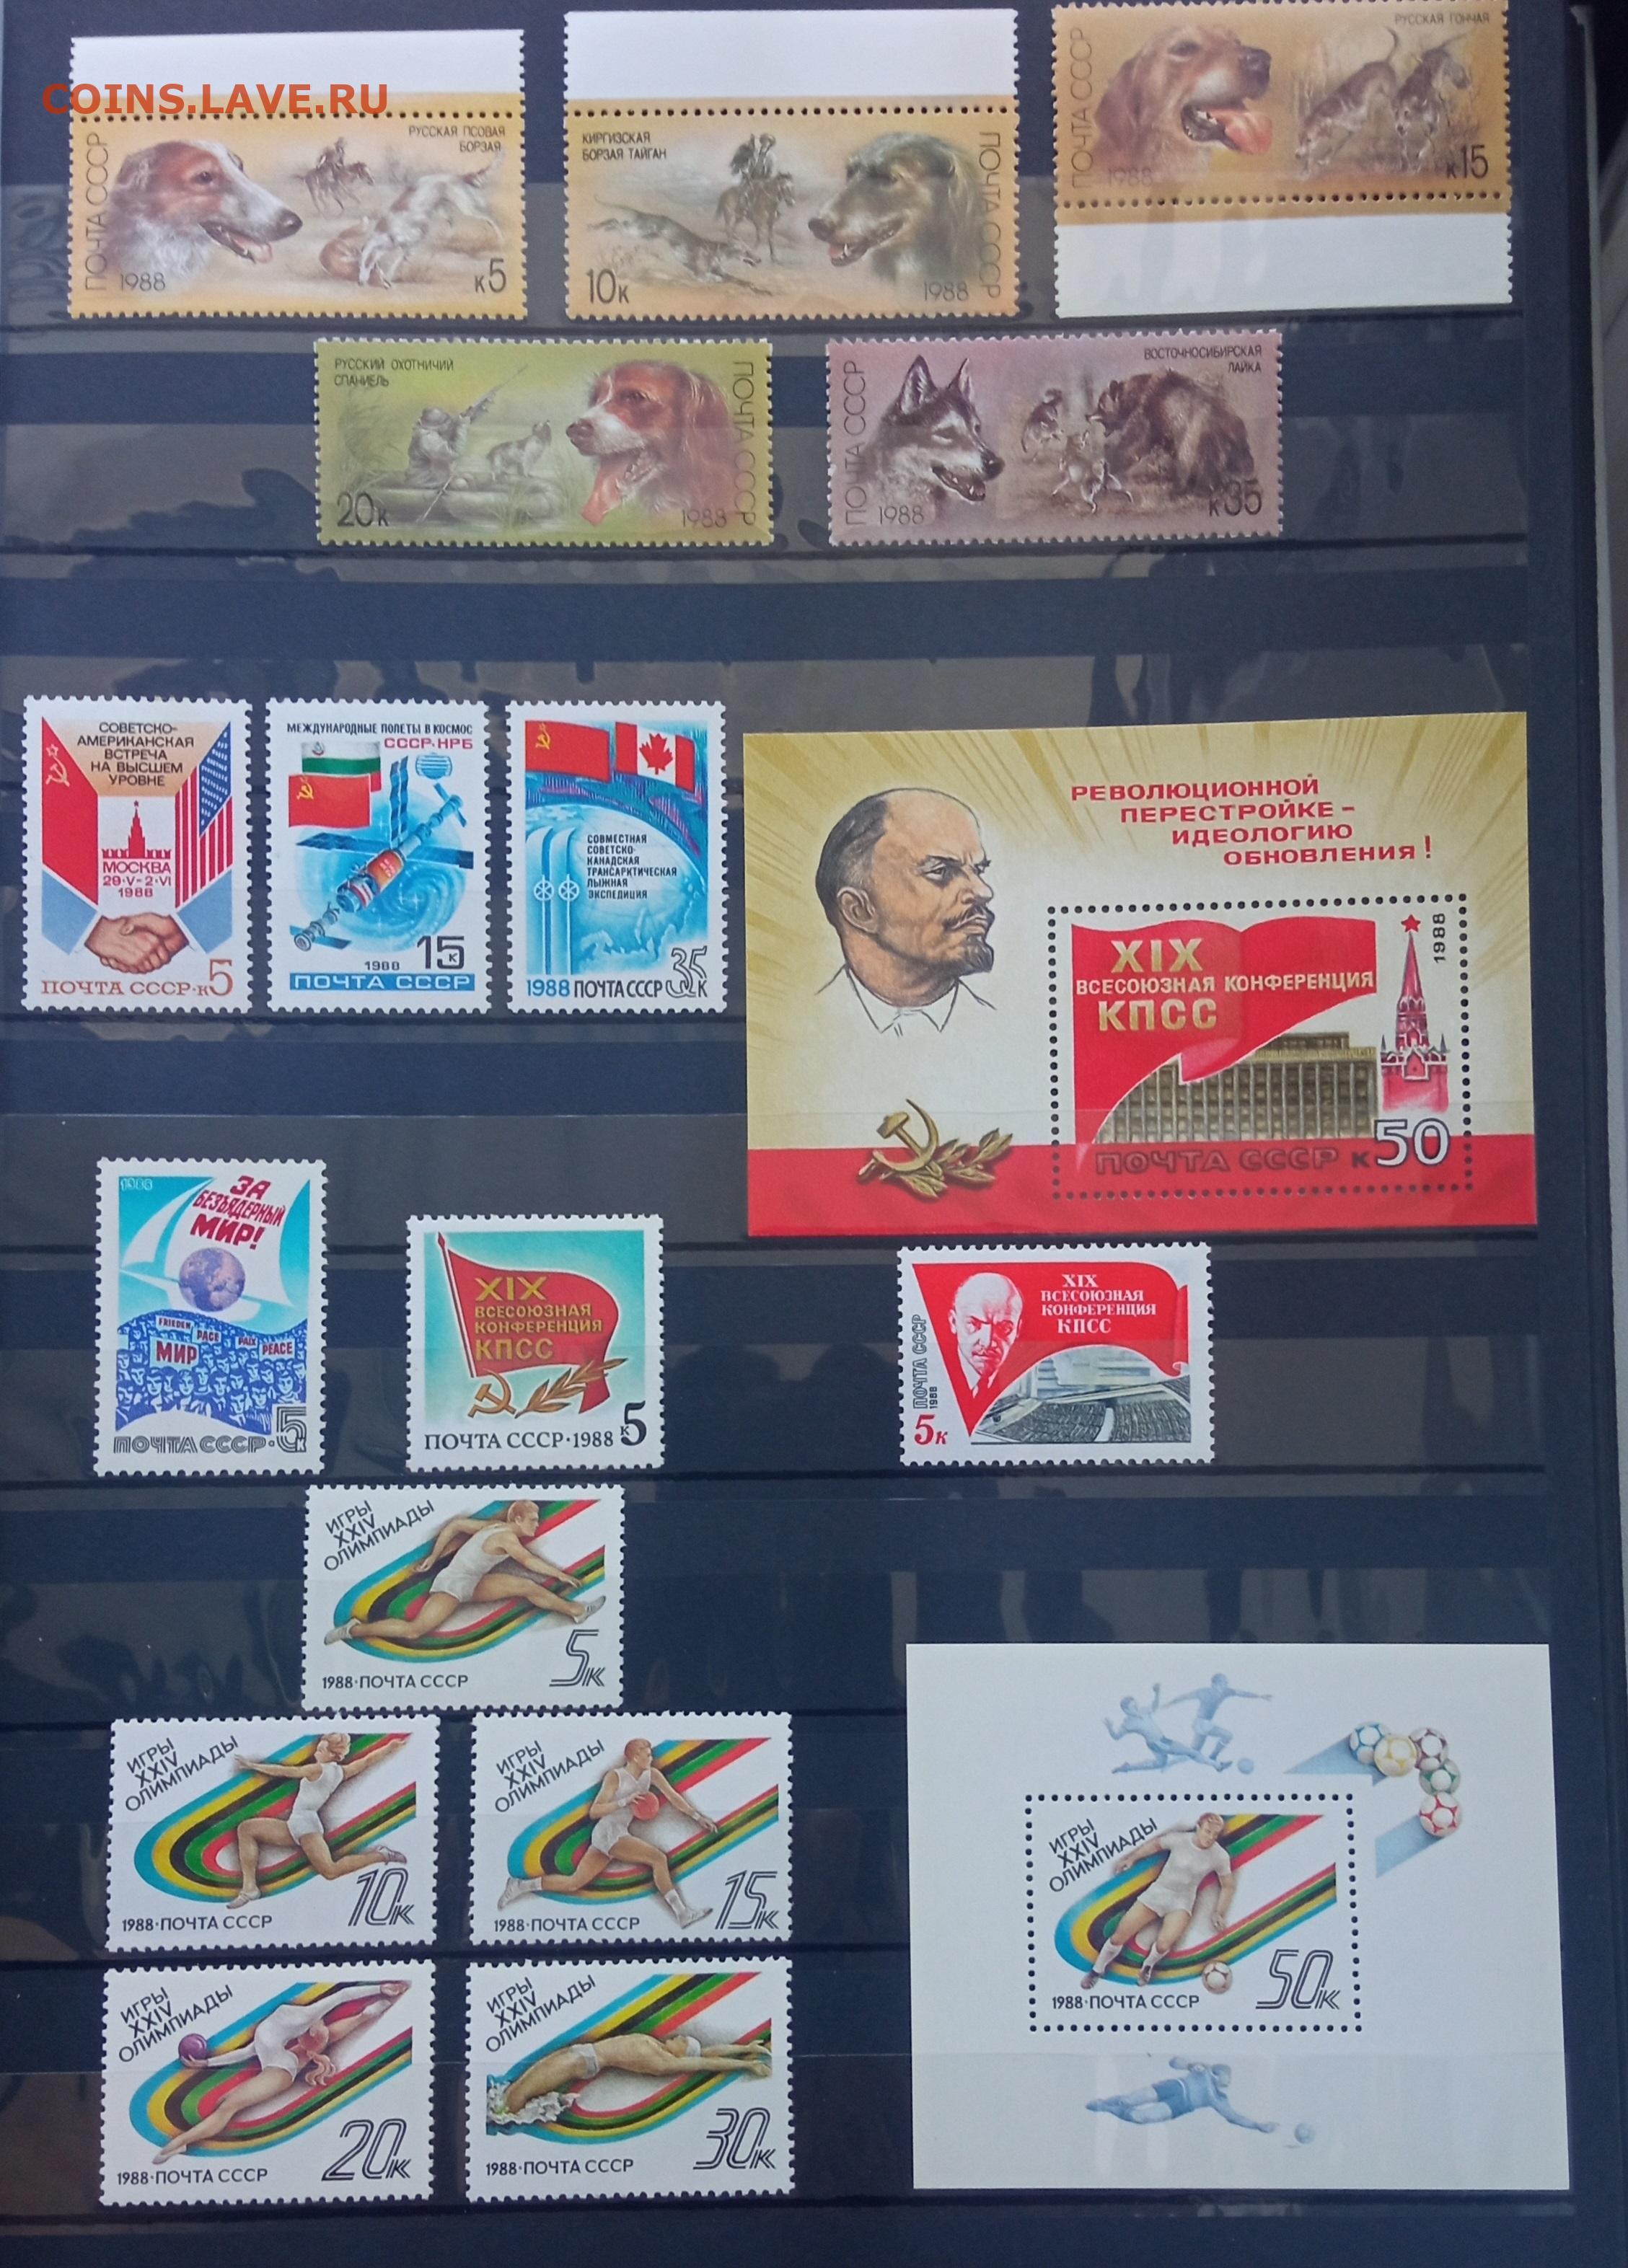 COINS.LAVE.RU
РУССКАЯ ПСОВАЯ
БОРЗАЯ
ПОЧТА СССР
1988
к5
КИРГИЗСКАЯ
БОРЗАЯ ТАЙГАН
ПОЧТА СССР
10к
1988
РУССКАЯ ГОНЧАЯ
ПОЧТА СССР
1988
к15
РУССКИЙ ОХОТНИЧИЙ
СПАНИЕЛЬ
ПОЧТА СССР
20к
1988
ВОСТОЧНОСИБИРСКАЯ
ЛАЙКА
ПОЧТА СССР
1988
к35
СОВЕТСКО-
АМЕРИКАНСКАЯ
ВСТРЕЧА
НА ВЫСШЕМ
УРОВНЕ
МОСКВА
29·V-2·VI
1988
ПОЧТА СССР·к5
МЕЖДУНАРОДНЫЕ ПОЛЕТЫ В КОСМОС
СССР·НРБ
1988 15к
ПОЧТА СССР
СОВМЕСТНАЯ
СОВЕТСКО-
КАНАДСКАЯ
ТРАНСАРКТИЧЕСКАЯ
ЛЫЖНАЯ
ЭКСПЕДИЦИЯ
1988 ПОЧТА СССР 35к
РЕВОЛЮЦИОННОЙ
ПЕРЕСТРОЙКЕ –
ИДЕОЛОГИЮ
ОБНОВЛЕНИЯ!
1988
XIX
ВСЕСОЮЗНАЯ КОНФЕРЕНЦИЯ
КПСС
ПОЧТА СССР к50
1988
ЗА
БЕЗЪЯДЕРНЫЙ
МИР!
FRIEDEN
PACE
PAIX
PEACE
МИР
ПОЧТА СССР·5к
XIX
ВСЕСОЮЗНАЯ
КОНФЕРЕНЦИЯ
КПСС
ПОЧТА СССР·1988 к5
XIX
ВСЕСОЮЗНАЯ
КОНФЕРЕНЦИЯ
КПСС
ПОЧТА СССР
1988
5к
ИГРЫ
XXIV
ОЛИМПИАДЫ
1988·ПОЧТА СССР 5к
ИГРЫ
XXIV
ОЛИМПИАДЫ
1988·ПОЧТА СССР 10к
ИГРЫ
XXIV
ОЛИМПИАДЫ
1988·ПОЧТА СССР 15к
ИГРЫ
XXIV
ОЛИМПИАДЫ
1988·ПОЧТА СССР 50к
ИГРЫ
XXIV
ОЛИМПИАДЫ
1988·ПОЧТА СССР 20к
ИГРЫ
XXIV
ОЛИМПИАДЫ
1988·ПОЧТА СССР 30к